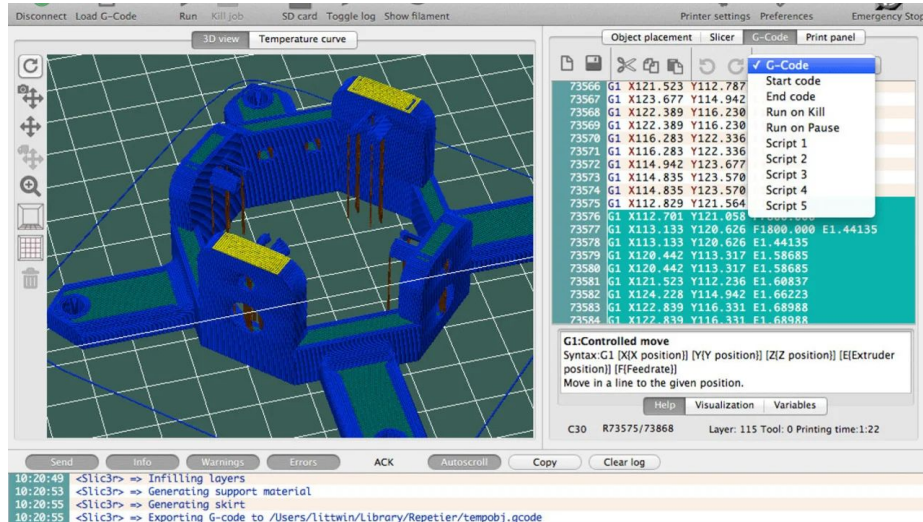 Disconnect Load G-Code Run Kill job SD card Toggle log Show filament Printer settings Preferences Emergency Stop
3D view Temperature curve
Object placement Slicer G-Code Print panel
✓ G-Code
Start code
End code
Run on Kill
Run on Pause
Script 1
Script 2
Script 3
Script 4
Script 5
73566 G1 X121.523 Y112.787
73567 G1 X123.677 Y114.942
73568 G1 X122.389 Y116.230
73569 G1 X122.389 Y116.230
73570 G1 X116.283 Y122.336
73571 G1 X116.283 Y122.336
73572 G1 X114.942 Y123.677
73573 G1 X114.835 Y123.570
73574 G1 X114.835 Y123.570
73575 G1 X112.829 Y121.564
73576 G1 X112.701 Y121.058
73577 G1 X113.133 Y120.626 F1800.000 E1.44135
73578 G1 X113.133 Y120.626 E1.44135
73579 G1 X120.442 Y113.317 E1.58685
73580 G1 X120.442 Y113.317 E1.58685
73581 G1 X121.523 Y112.236 E1.60837
73582 G1 X124.228 Y114.942 E1.66223
73583 G1 X122.839 Y116.331 E1.68988
73584 G1 X122.839 Y116.331 E1.68988
G1:Controlled move
Syntax:G1 [X{X position}] [Y{Y position}] [Z{Z position}] [E{Extruder
position}] [F{Feedrate}]
Move in a line to the given position.
Help Visualization Variables
C30 R73575/73868 Layer: 115 Tool: 0 Printing time:1:22
Send Info Warnings Errors ACK Autoscroll Copy Clear log
10:20:49 <Slic3r> => Infilling layers
10:20:53 <Slic3r> => Generating support material
10:20:55 <Slic3r> => Generating skirt
10:20:55 <Slic3r> => Exporting G-code to /Users/littwin/Library/Repetier/tempobj.gcode